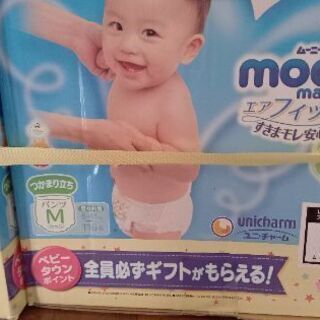 ムーニー
moo
ma
エアフィッ
すきまモレ安心
つかまり立ち
パンツ
M
unicharm
ユニ・チャーム
ベビー
タウン
ポイント
全員必ずギフトがもらえる!